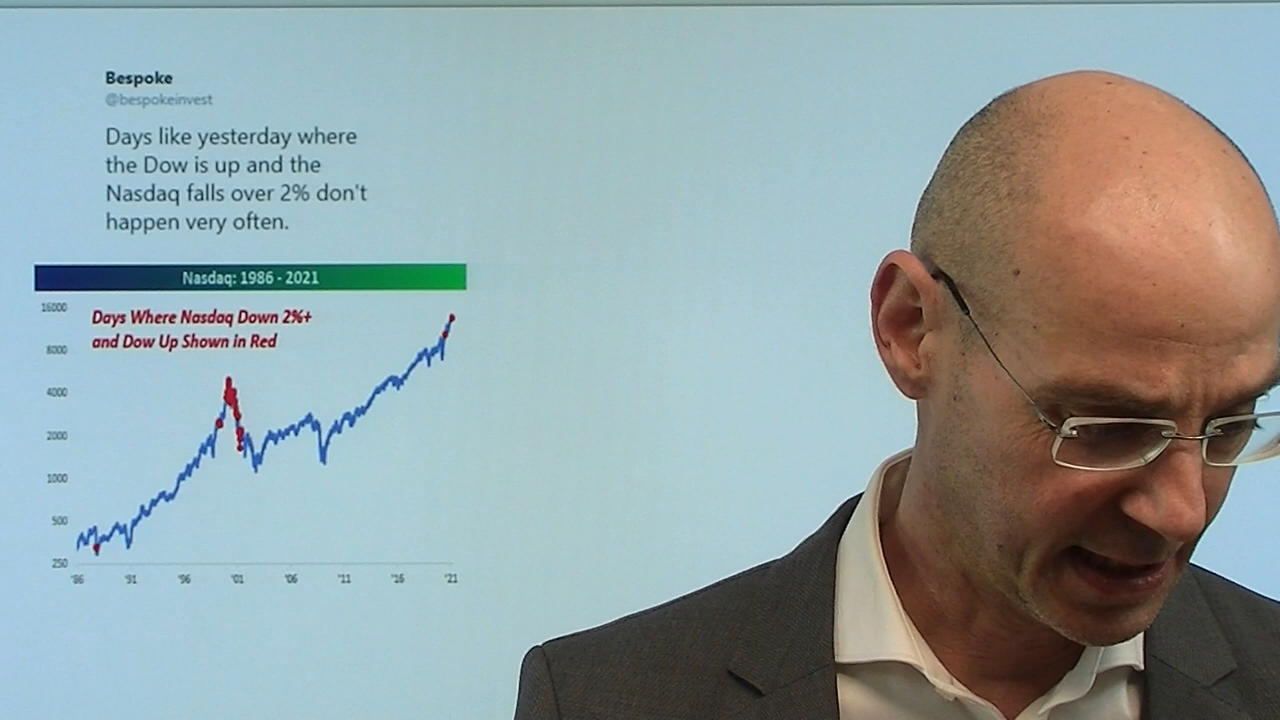 Bespoke
@bespokeinvest
Days like yesterday where
the Dow is up and the
Nasdaq falls over 2% don't
happen very often.
Nasdaq: 1986 - 2021
Days Where Nasdaq Down 2%+
and Dow Up Shown in Red
16000
8000
4000
2000
1000
500
250
'86 '91 '96 '01 '06 '11 '16 '21